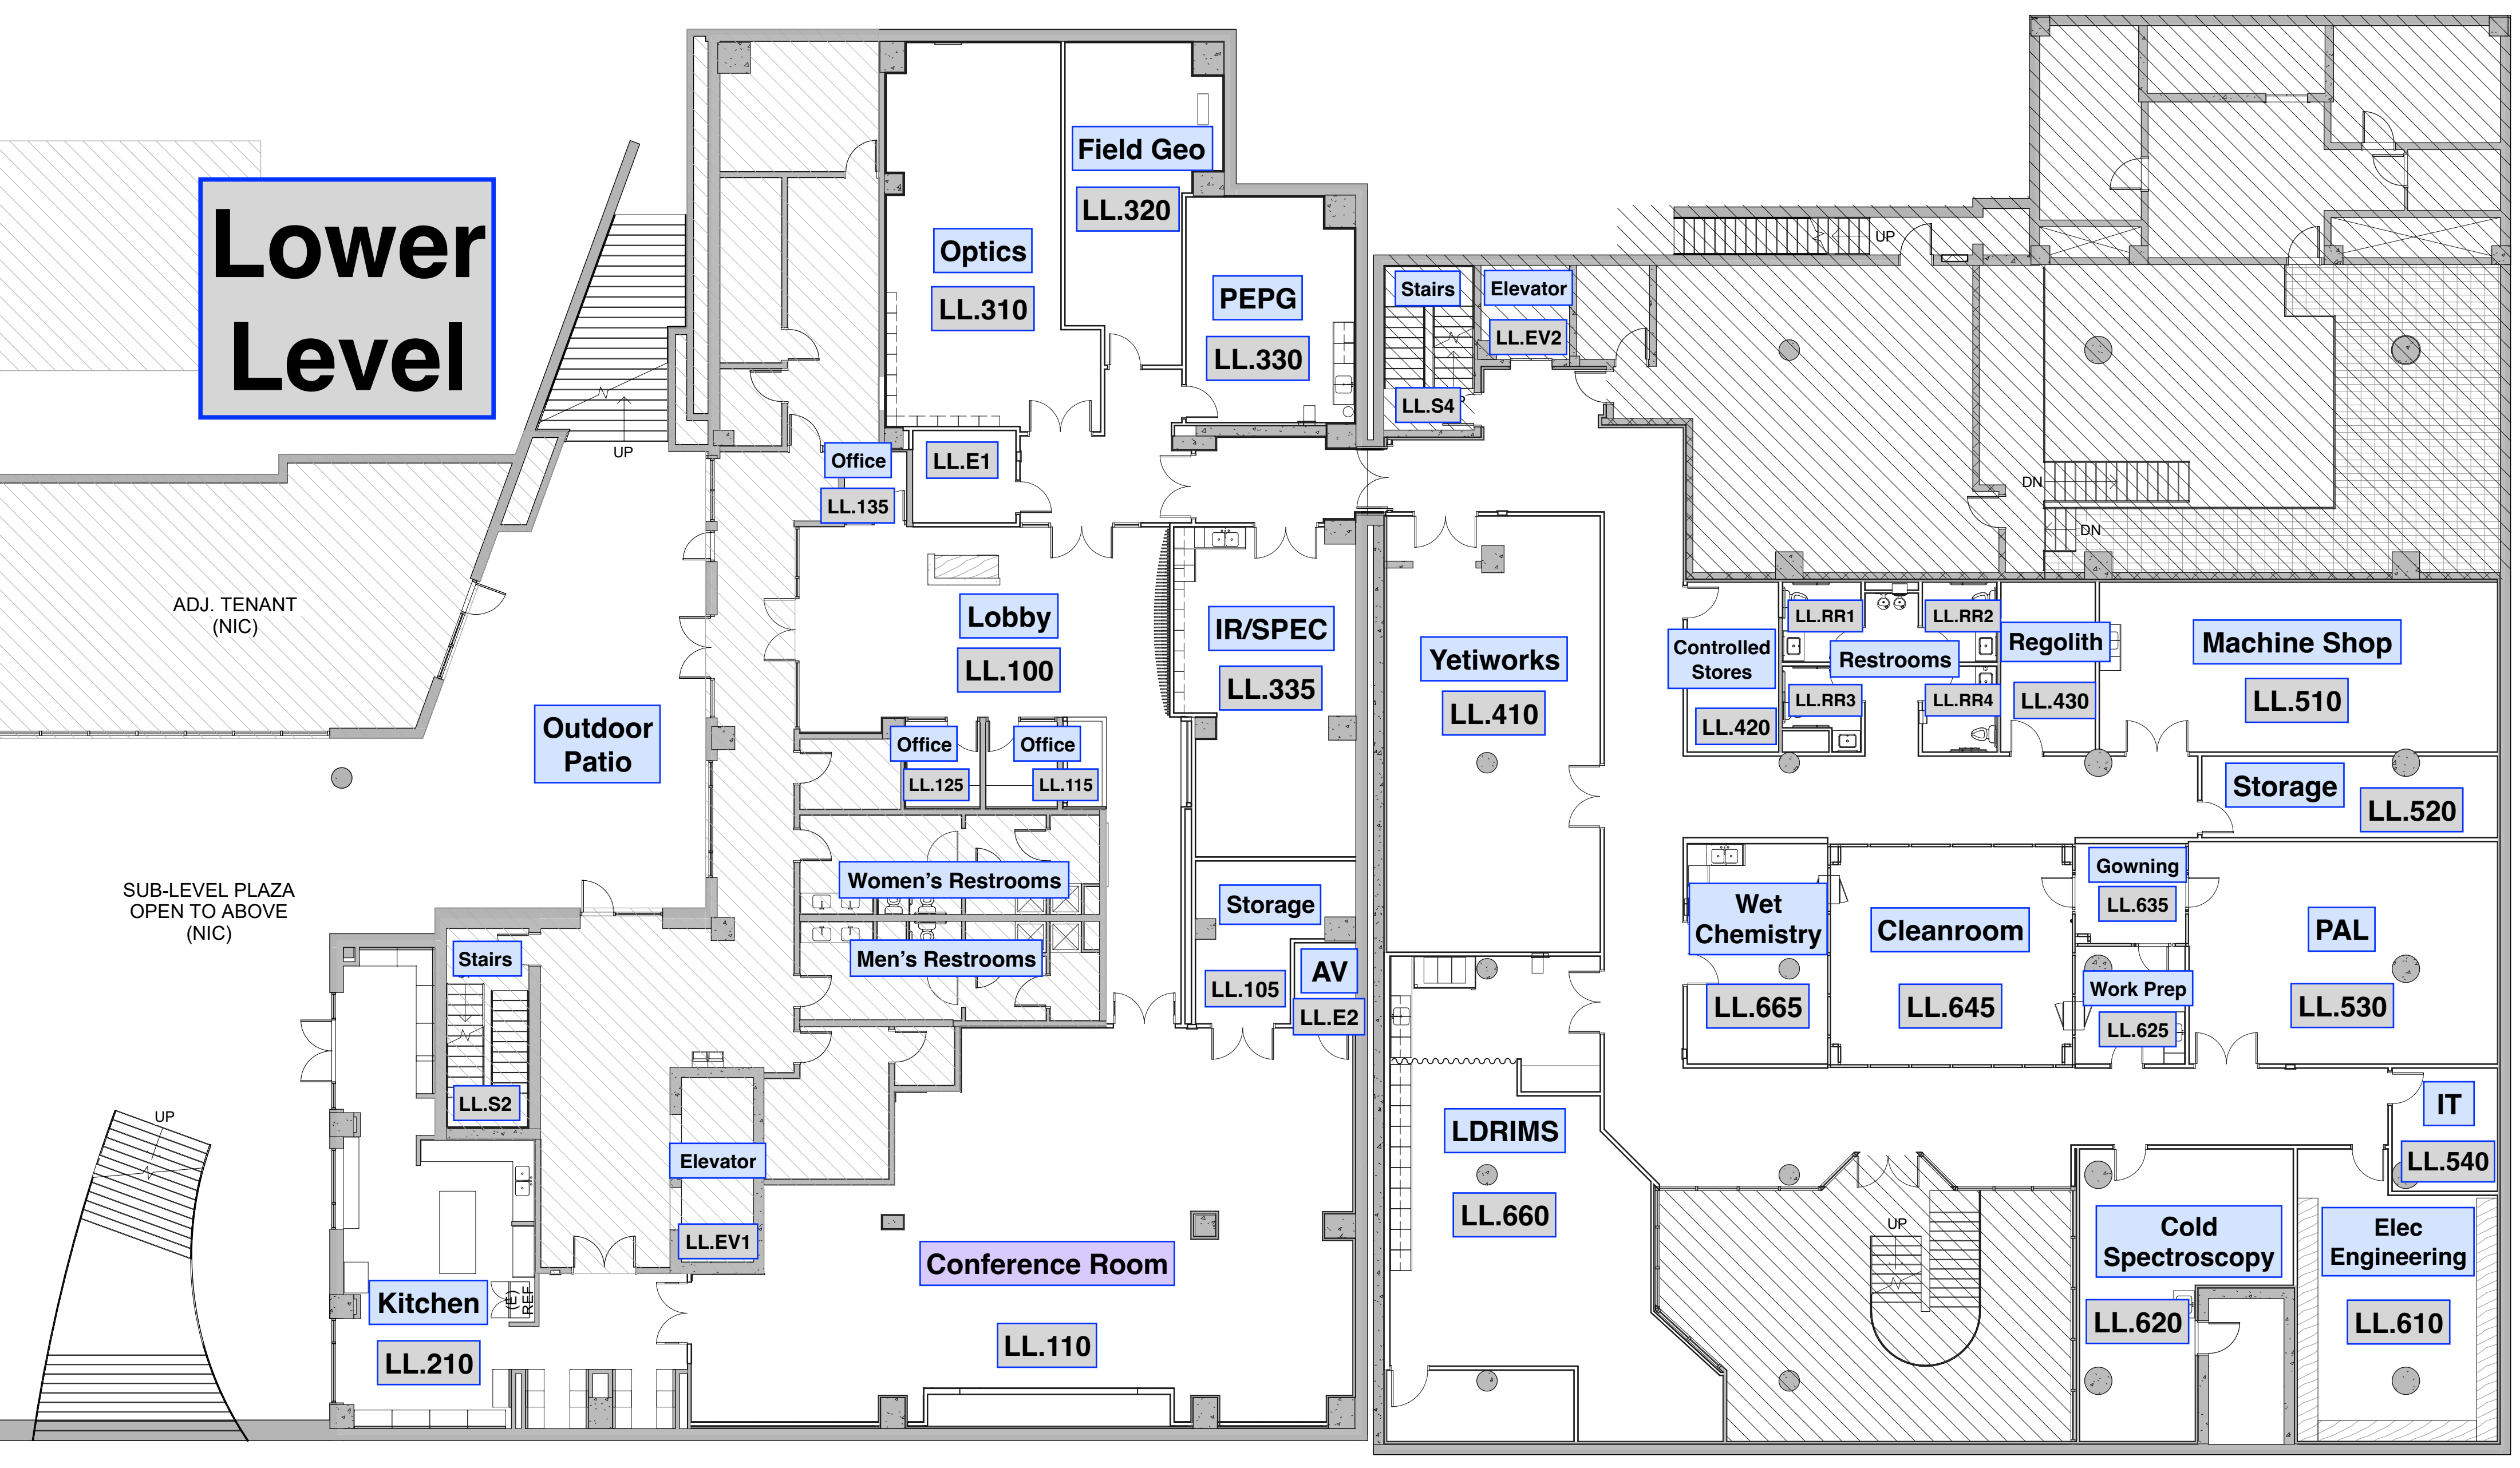 Lower
Level
UP
ADJ. TENANT
(NIC)
Outdoor
Patio
SUB-LEVEL PLAZA
OPEN TO ABOVE
(NIC)
UP
Stairs
LL.S2
Kitchen
LL.210
(E)
REF
Elevator
LL.EV1
Optics
LL.310
Field Geo
LL.320
PEPG
LL.330
Office
LL.135
LL.E1
Lobby
LL.100
IR/SPEC
LL.335
Office
LL.125
Office
LL.115
Women's Restrooms
Men's Restrooms
Storage
LL.105
AV
LL.E2
Conference Room
LL.110
Stairs
LL.S4
Elevator
LL.EV2
UP
DN
DN
Yetiworks
LL.410
Controlled
Stores
LL.420
LL.RR1
LL.RR2
Restrooms
LL.RR3
LL.RR4
Regolith
LL.430
Machine Shop
LL.510
Storage
LL.520
Wet
Chemistry
LL.665
Cleanroom
LL.645
Gowning
LL.635
Work Prep
LL.625
PAL
LL.530
IT
LL.540
LDRIMS
LL.660
UP
Cold
Spectroscopy
LL.620
Elec
Engineering
LL.610